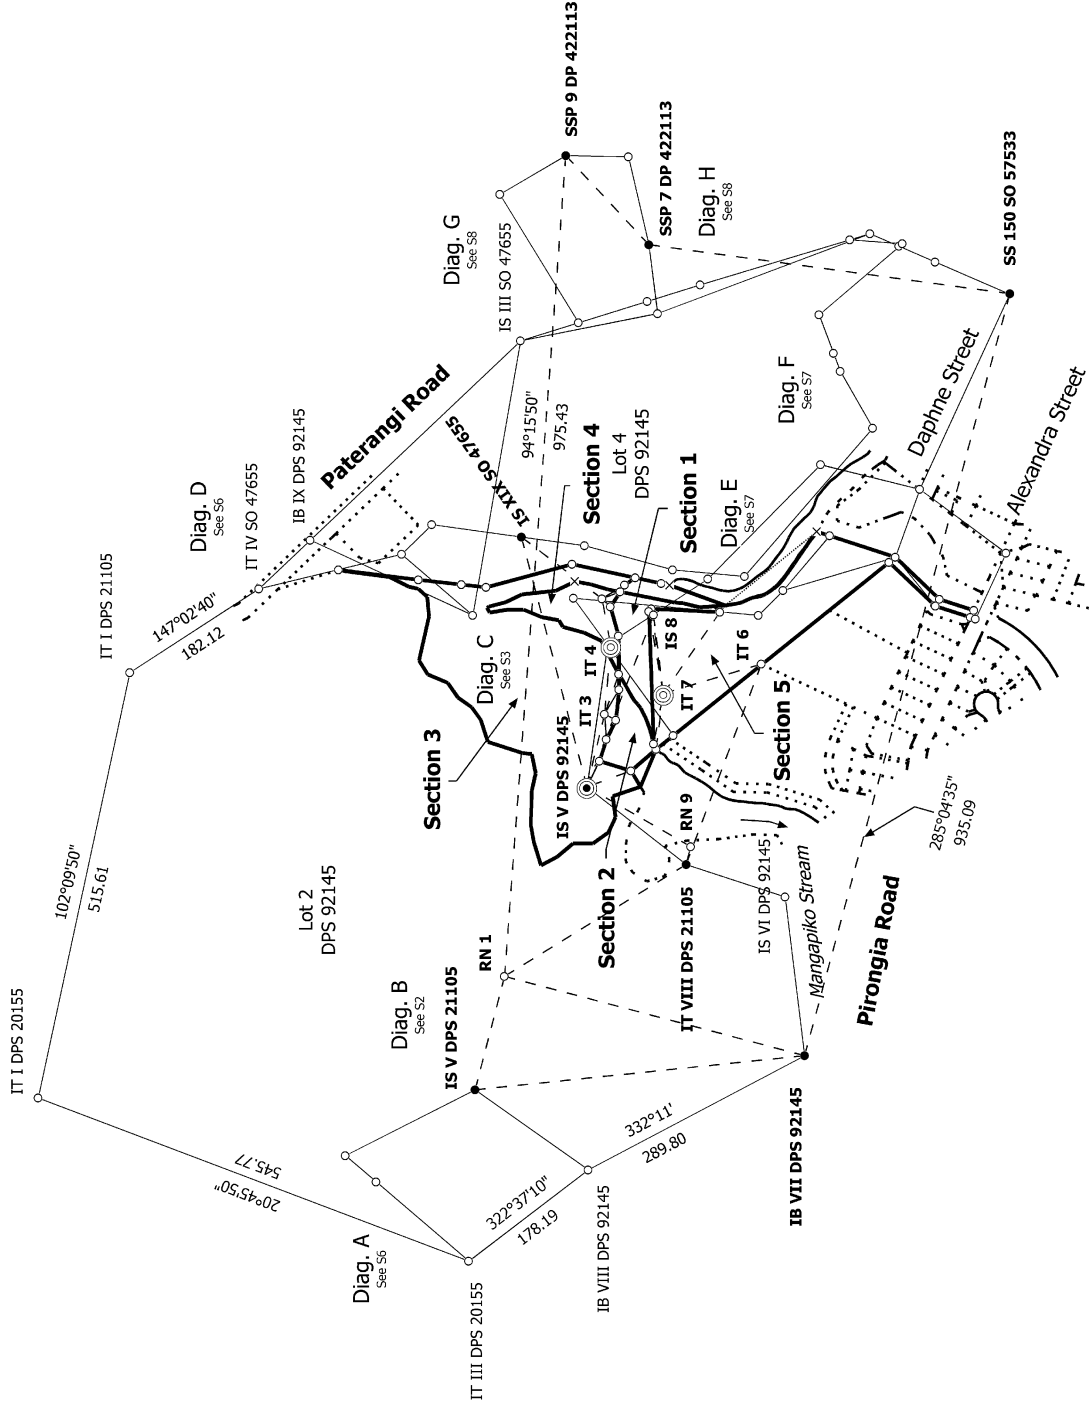 SSP 9 DP 422113
SSP 7 DP 422113
Diag. H
See S8
Diag. G
See S8
IS III SO 47655
SS 150 SO 57533
Daphne Street
Alexandra Street
Diag. F
See S7
Paterangi Road
IS XIX SO 47655
94°15'50"
975.43
Section 4
Lot 4
DPS 92145
Section 1
Diag. E
See S7
IB IX DPS 92145
IT IV SO 47655
Diag. D
See S6
IT I DPS 21105
147°02'40"
182.12
Diag. C
See S3
Section 3
IT 4
IS 8
IT 6
IT 3
IT 7
Section 5
IS V DPS 92145
RN 9
Section 2
IT VIII DPS 21105
IS VI DPS 92145
Mangapiko Stream
Pirongia Road
285°04'35"
935.09
102°09'50"
515.61
Lot 2
DPS 92145
RN 1
IS V DPS 21105
Diag. B
See S2
IT I DPS 20155
545.77
20°45'50"
Diag. A
See S6
322°37'10"
178.19
332°11'
289.80
IB VII DPS 92145
IB VIII DPS 92145
IT III DPS 20155